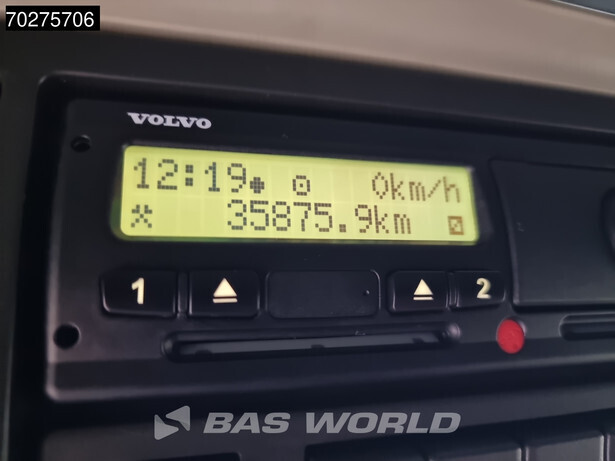 70275706
VOLVO
12:19 0km/h
35875.9km
1 2
BAS WORLD